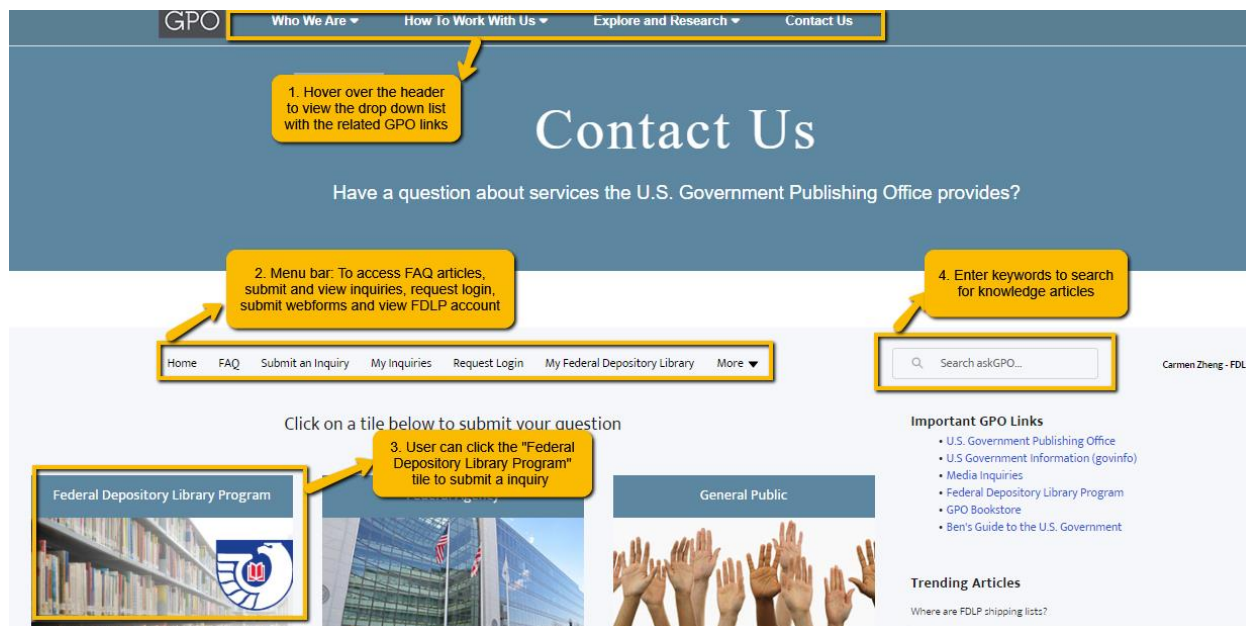 GPO
Who We Are ▾ How To Work With Us ▾ Explore and Research ▾ Contact Us
1. Hover over the header
to view the drop down list
with the related GPO links
Contact Us
Have a question about services the U.S. Government Publishing Office provides?
2. Menu bar: To access FAQ articles,
submit and view inquiries, request login,
submit webforms and view FDLP account
4. Enter keywords to search
for knowledge articles
Home FAQ Submit an Inquiry My Inquiries Request Login My Federal Depository Library More ▼
Search askGPO...
Carmen Zheng - FDL
Click on a tile below to submit your question
3. User can click the "Federal
Depository Library Program"
tile to submit a inquiry
Federal Depository Library Program
General Public
Important GPO Links
• U.S. Government Publishing Office
• U.S Government Information (govinfo)
• Media Inquiries
• Federal Depository Library Program
• GPO Bookstore
• Ben's Guide to the U.S. Government
Trending Articles
Where are FDLP shipping lists?